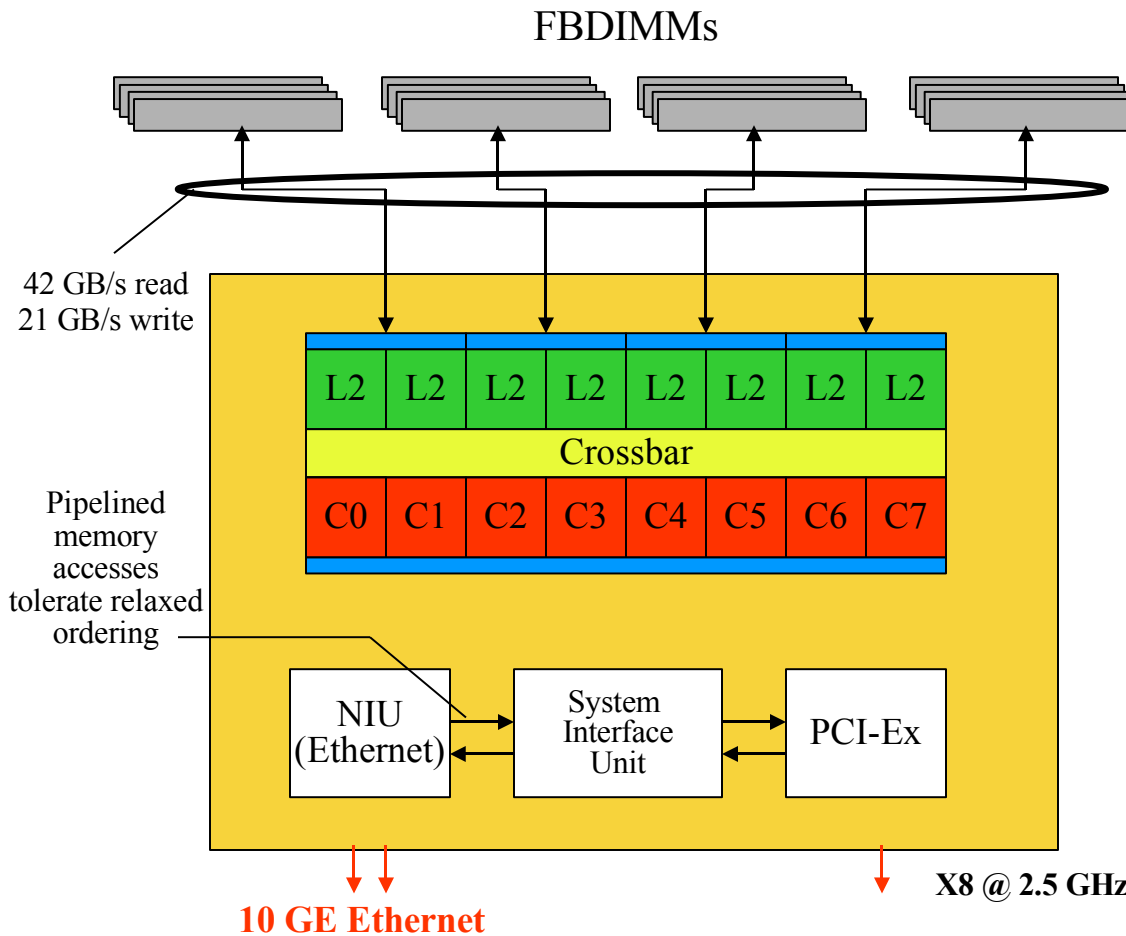 FBDIMMs
42 GB/s read
21 GB/s write
L2 L2 L2 L2 L2 L2 L2 L2
Crossbar
C0 C1 C2 C3 C4 C5 C6 C7
Pipelined
memory
accesses
tolerate relaxed
ordering
NIU
(Ethernet)
System
Interface
Unit
PCI-Ex
10 GE Ethernet
X8 @ 2.5 GHz